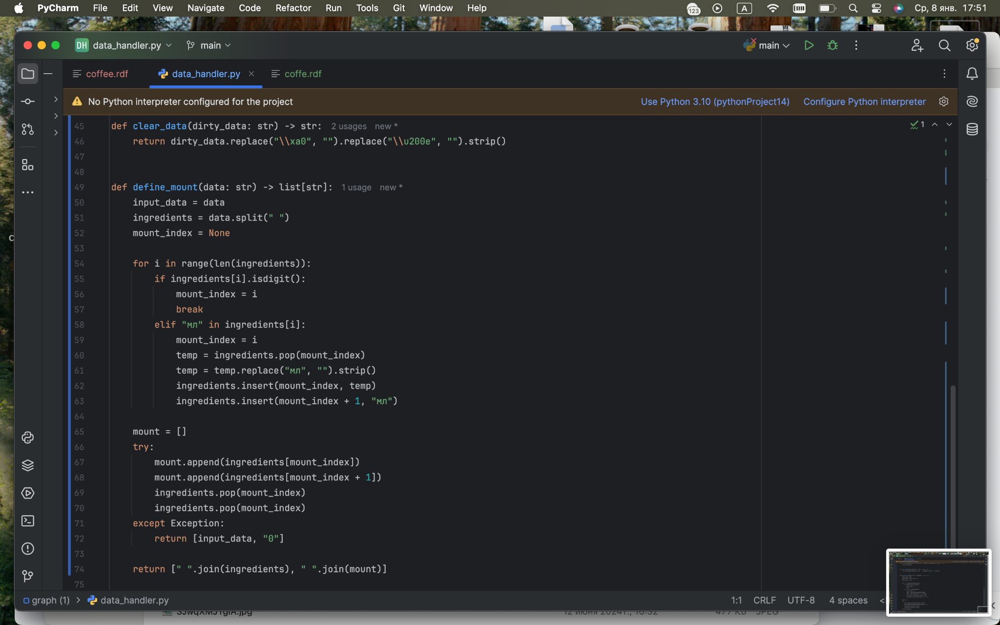 PyCharm File Edit View Navigate Code Refactor Run Tools Git Window Help 123 A Ср, 8 янв. 17:51
DH data_handler.py main main
coffee.rdf data_handler.py coffe.rdf
No Python interpreter configured for the project Use Python 3.10 (pythonProject14) Configure Python interpreter
45 def clear_data(dirty_data: str) -> str: 2 usages new *
46 return dirty_data.replace("\\xa0", "").replace("\\u200e", "").strip()
47
48
49 def define_mount(data: str) -> list[str]: 1 usage new *
50 input_data = data
51 ingredients = data.split(" ")
52 mount_index = None
53
54 for i in range(len(ingredients)):
55 if ingredients[i].isdigit():
56 mount_index = i
57 break
58 elif "мл" in ingredients[i]:
59 mount_index = i
60 temp = ingredients.pop(mount_index)
61 temp = temp.replace("мл", "").strip()
62 ingredients.insert(mount_index, temp)
63 ingredients.insert(mount_index + 1, "мл")
64
65 mount = []
66 try:
67 mount.append(ingredients[mount_index])
68 mount.append(ingredients[mount_index + 1])
69 ingredients.pop(mount_index)
70 ingredients.pop(mount_index)
71 except Exception:
72 return [input_data, "0"]
73
74 return [" ".join(ingredients), " ".join(mount)]
75
1
graph (1) > data_handler.py 1:1 CRLF UTF-8 4 spaces
12 июня 2024 г., 16:32 477 KB JPEG